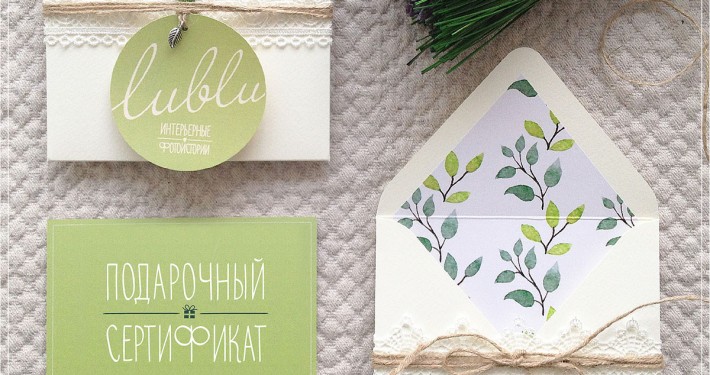 lublu
ИНТЕРЬЕРНЫЕ
ФОТОИСТОРИИ
ПОДАРОЧНЫЙ
СЕРТИФИКАТ